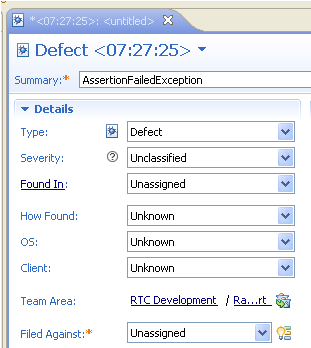 *<07:27:25>: <untitled>
Defect <07:27:25>
Summary:* AssertionFailedException
Details
Type: Defect
Severity: Unclassified
Found In: Unassigned
How Found: Unknown
OS: Unknown
Client: Unknown
Team Area: RTC Development / Ra...rt
Filed Against:* Unassigned